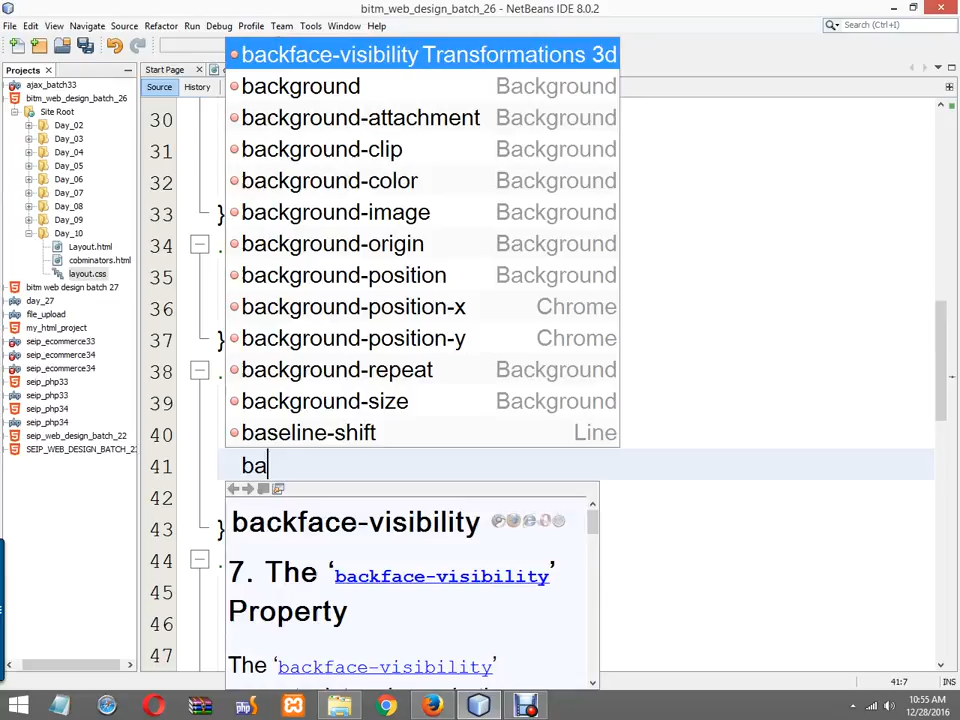 bitm_web_design_batch_26 - NetBeans IDE 8.0.2
File Edit View Navigate Source Refactor Run Debug Profile Team Tools Window Help
Search (Ctrl+I)
Projects
Start Page
Source History
ajax_batch33
bitm_web_design_batch_26
Site Root
Day_02
Day_03
Day_04
Day_05
Day_06
Day_07
Day_08
Day_09
Day_10
Layout.html
cobminators.html
layout.css
bitm web design batch 27
day_27
file_upload
my_html_project
seip_ecommerce33
seip_ecommerce34
seip_ecommerce34
seip_php33
seip_php33
seip_php34
seip_php34
seip_web_design_batch_22
SEIP_WEB_DESIGN_BATCH_2
30
31
32
33 }
34 .
35
36
37 }
38 .
39
40
41 ba
42
43 }
44 .
45
46
47
backface-visibility Transformations 3d
background Background
background-attachment Background
background-clip Background
background-color Background
background-image Background
background-origin Background
background-position Background
background-position-x Chrome
background-position-y Chrome
background-repeat Background
background-size Background
baseline-shift Line
backface-visibility
7. The ‘backface-visibility’
Property
The ‘backface-visibility’
41:7 INS
10:55 AM
12/28/2016